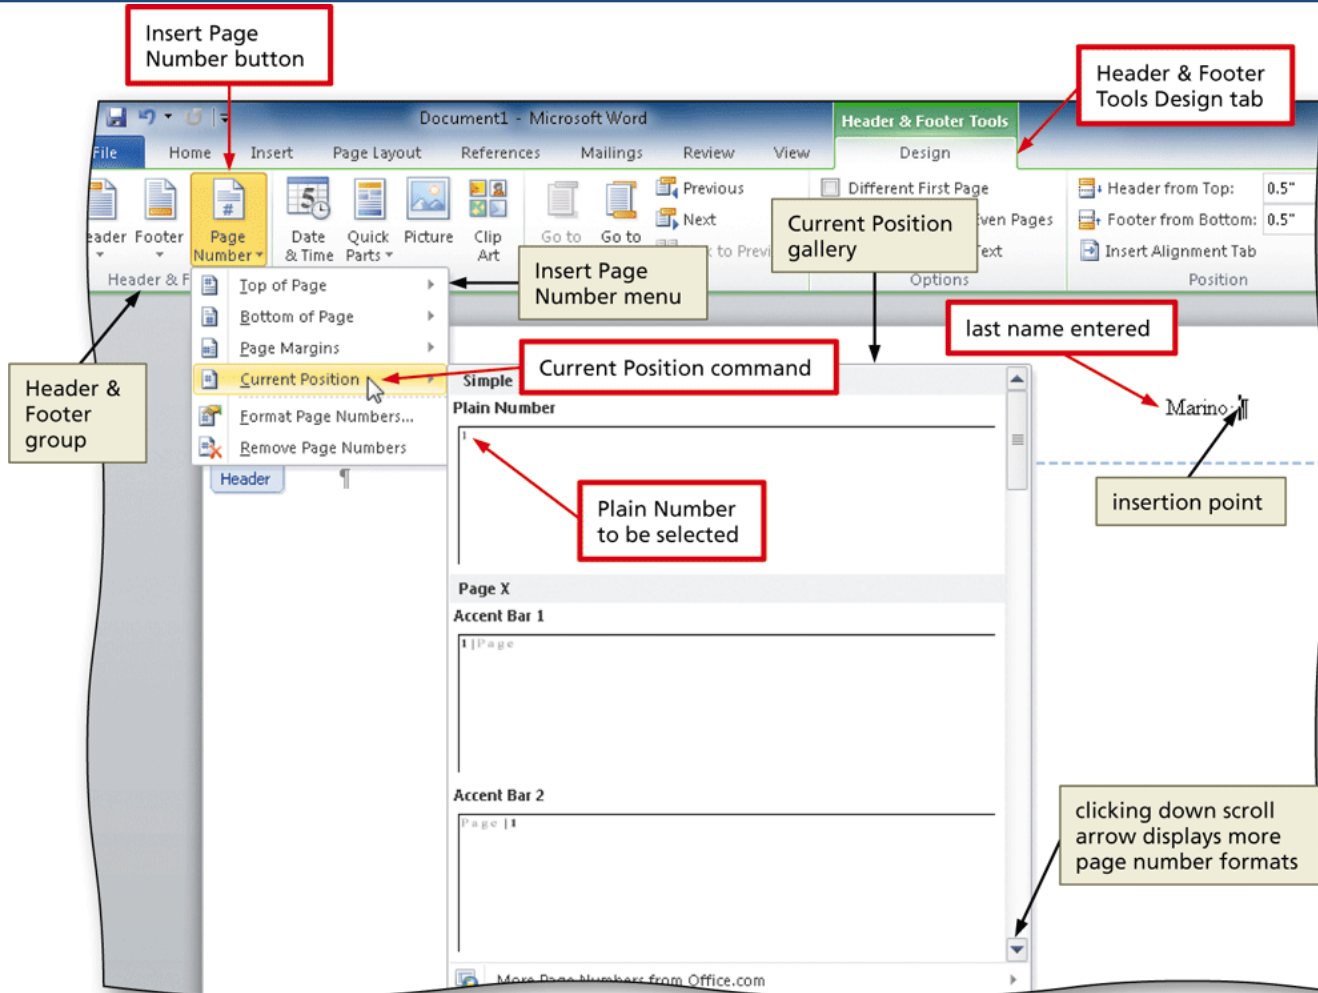 Insert Page
Number button
Header & Footer
Tools Design tab
Document1 - Microsoft Word
Header & Footer Tools
File Home Insert Page Layout References Mailings Review View Design
Previous
Different First Page
Header from Top: 0.5"
Next
Even Pages
Footer from Bottom: 0.5"
Footer
Page
Number
Date
& Time
Quick
Parts
Picture
Clip
Art
Go to
Go to
to Previ
Insert Alignment Tab
Current Position
gallery
Header & F
Options
Position
Insert Page
Number menu
Top of Page
Bottom of Page
Page Margins
Current Position
Format Page Numbers...
Remove Page Numbers
last name entered
Current Position command
Header &
Footer
group
Simple
Plain Number
1
Marino
Header
Plain Number
to be selected
insertion point
Page X
Accent Bar 1
1|Page
Accent Bar 2
Page |1
clicking down scroll
arrow displays more
page number formats
More Page Numbers from Office.com